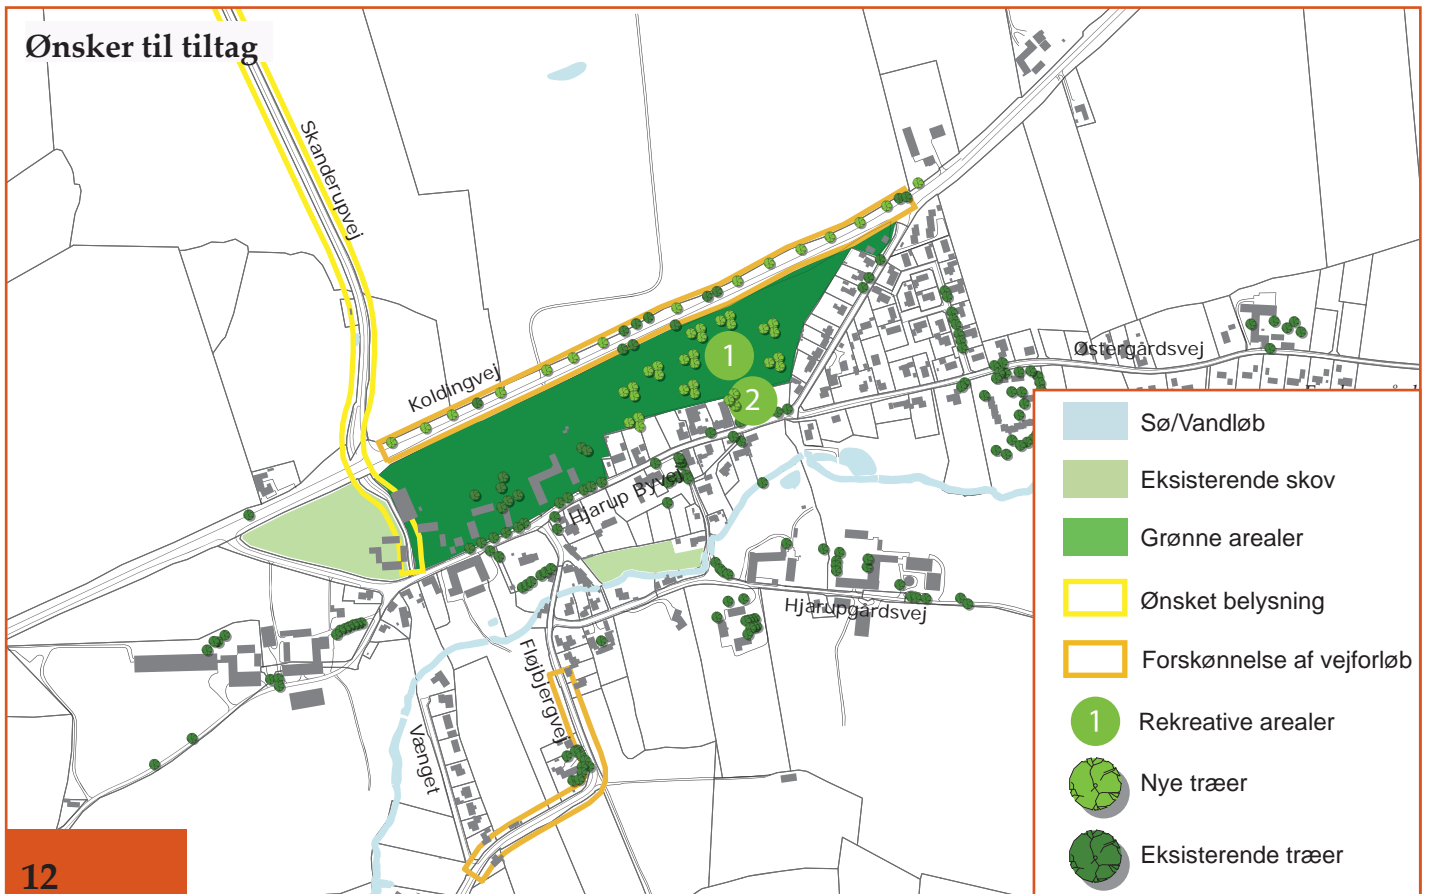 Ønsker til tiltag
Skanderupvej
Koldingvej
1
2
Østergårdsvej
Hjarup Byvej
Hjarupgårdsvej
Fløjbjergvej
Vænget
Sø/Vandløb
Eksisterende skov
Grønne arealer
Ønsket belysning
Forskønnelse af vejforløb
1
Rekreative arealer
Nye træer
Eksisterende træer
12